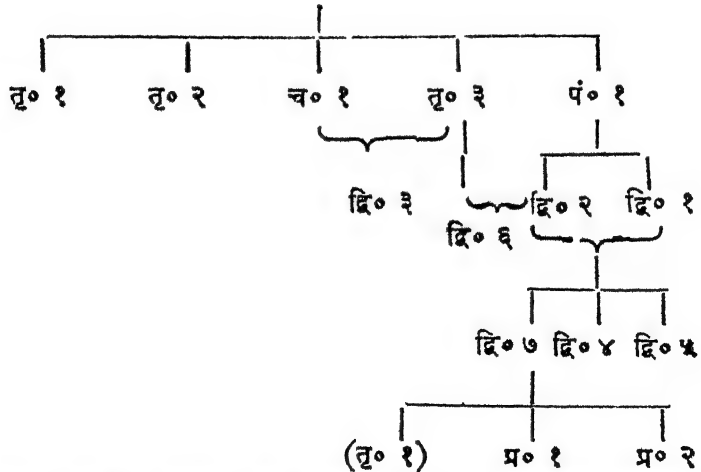 तृ० १ तृ० २ च० १ तृ० ३ पं० १
द्वि० ३ द्वि० २ द्वि० १
द्वि० ६
द्वि० ७ द्वि० ४ द्वि० ५
(तृ० १) प्र० १ प्र० २